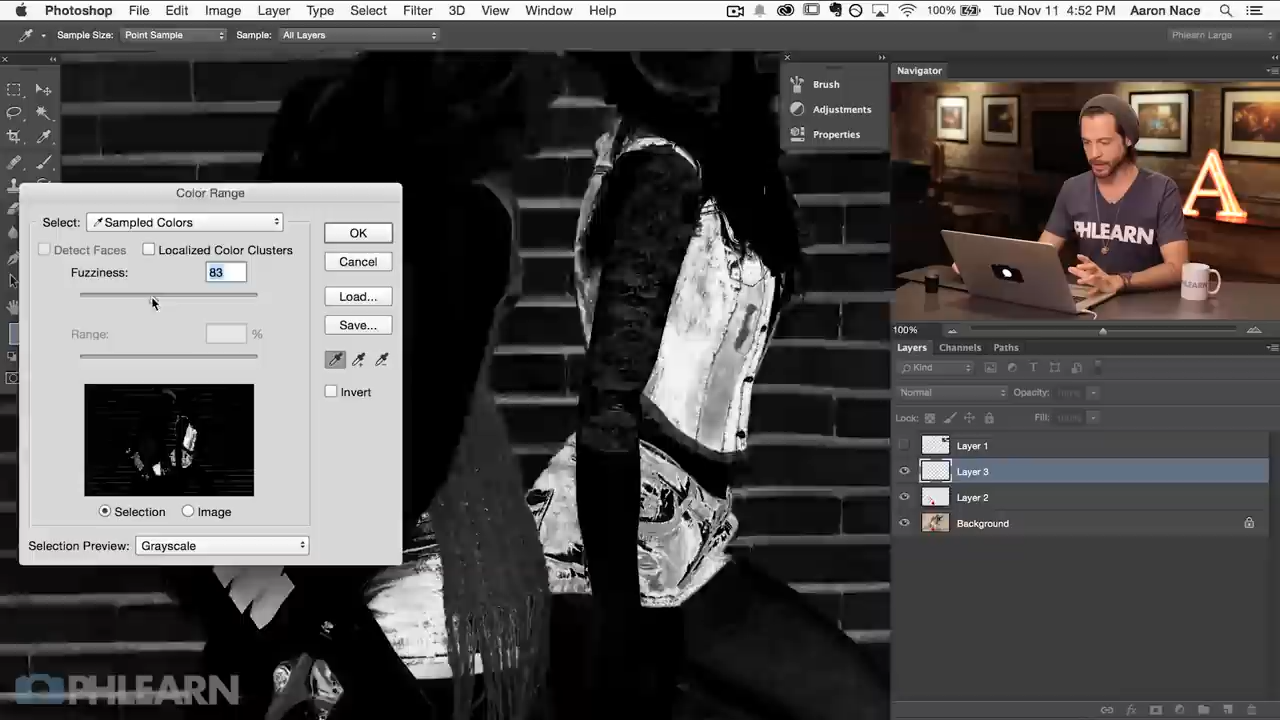 Photoshop File Edit Image Layer Type Select Filter 3D View Window Help 100% Tue Nov 11 4:52 PM Aaron Nace
Sample Size: Point Sample Sample: All Layers Phlearn Large
Navigator
Brush
Adjustments
Properties
PHLEARN
A
PHLEARN
100%
Color Range
Select: Sampled Colors
Detect Faces Localized Color Clusters
Fuzziness: 83
Range: %
Selection Image
Selection Preview: Grayscale
OK
Cancel
Load...
Save...
Invert
Layers Channels Paths
Kind
Normal Opacity: 100%
Lock: Fill: 100%
Layer 1
Layer 3
Layer 2
Background
PHLEARN